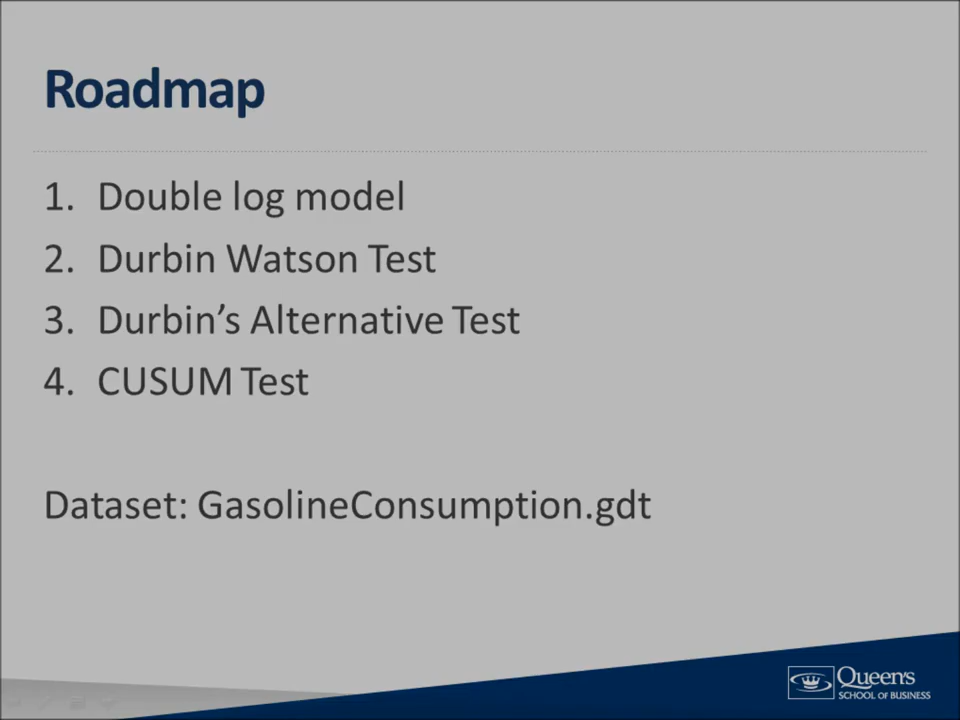 Roadmap
1. Double log model
2. Durbin Watson Test
3. Durbin’s Alternative Test
4. CUSUM Test
Dataset: GasolineConsumption.gdt
Queen's
SCHOOL OF BUSINESS